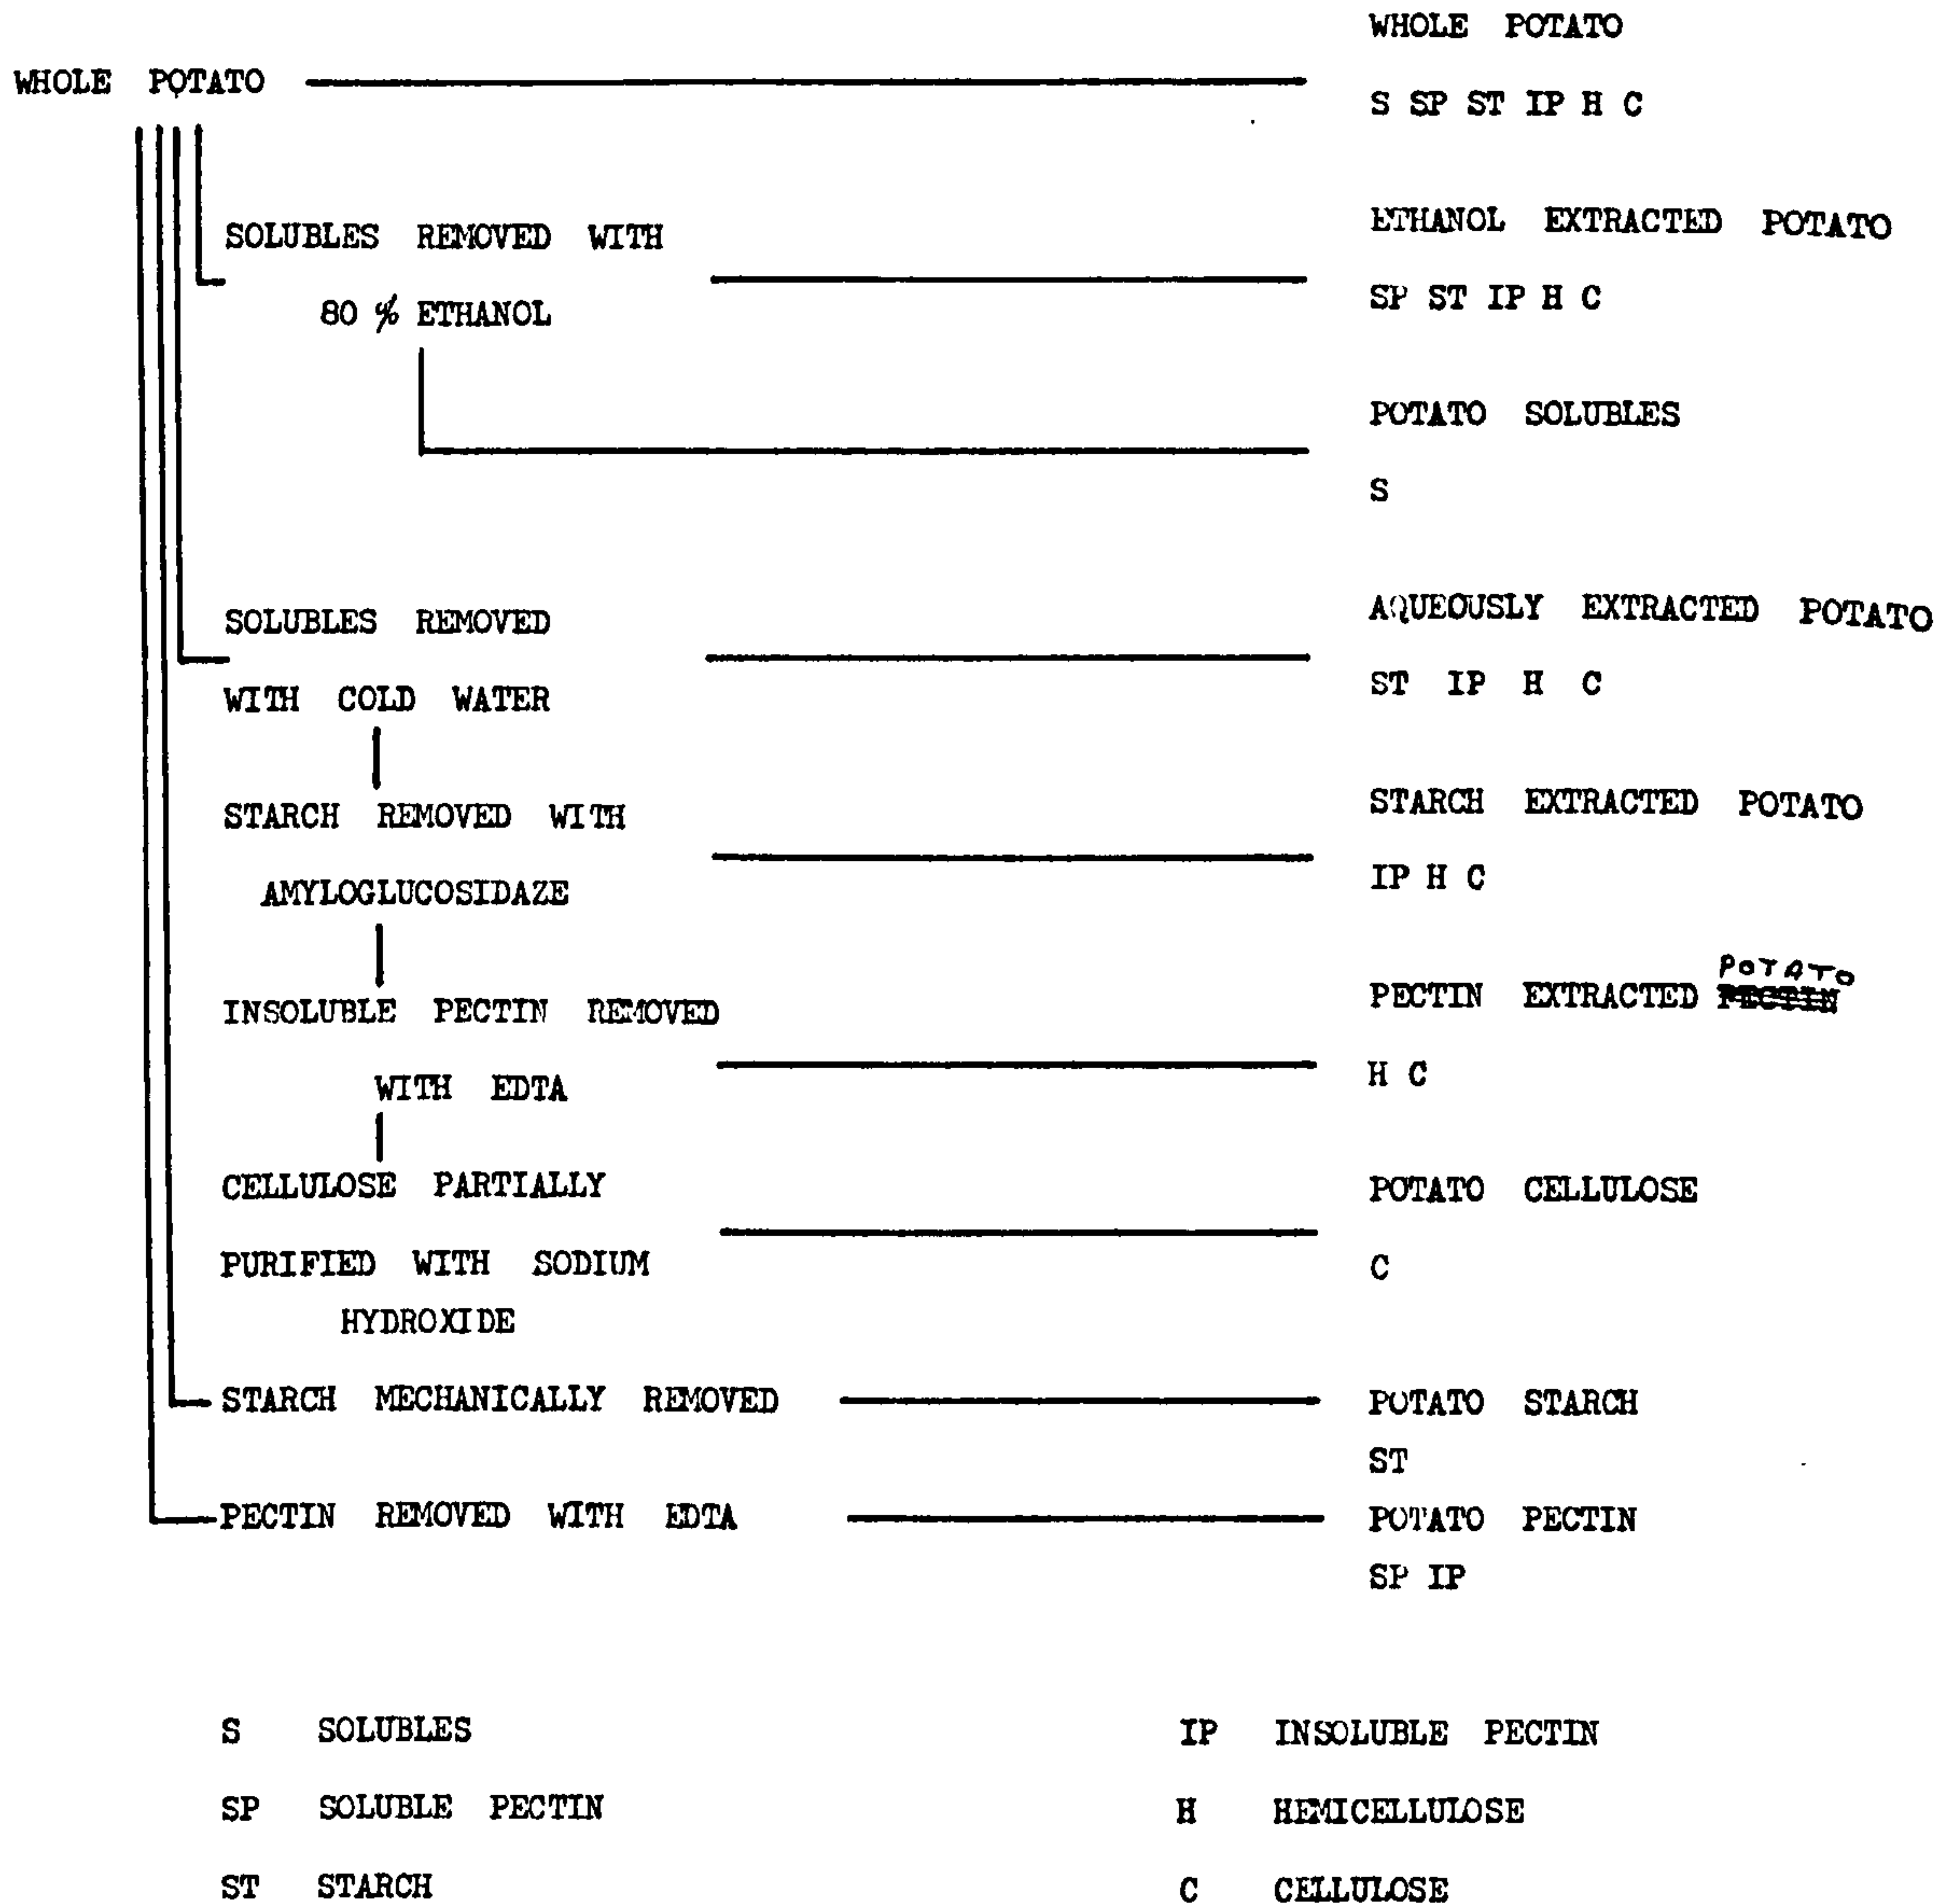 WHOLE POTATO
WHOLE POTATO
S SP ST IP H C
SOLUBLES REMOVED WITH
80 % ETHANOL
ETHANOL EXTRACTED POTATO
SP ST IP H C
POTATO SOLUBLES
S
SOLUBLES REMOVED
WITH COLD WATER
AQUEOUSLY EXTRACTED POTATO
ST IP H C
STARCH REMOVED WITH
AMYLOGLUCOSIDAZE
STARCH EXTRACTED POTATO
IP H C
INSOLUBLE PECTIN REMOVED
WITH EDTA
POTATO
PECTIN EXTRACTED PECTIN
H C
CELLULOSE PARTIALLY
PURIFIED WITH SODIUM
HYDROXIDE
POTATO CELLULOSE
C
STARCH MECHANICALLY REMOVED
POTATO STARCH
ST
PECTIN REMOVED WITH EDTA
POTATO PECTIN
SP IP
S SOLUBLES
SP SOLUBLE PECTIN
ST STARCH
IP INSOLUBLE PECTIN
H HEMICELLULOSE
C CELLULOSE